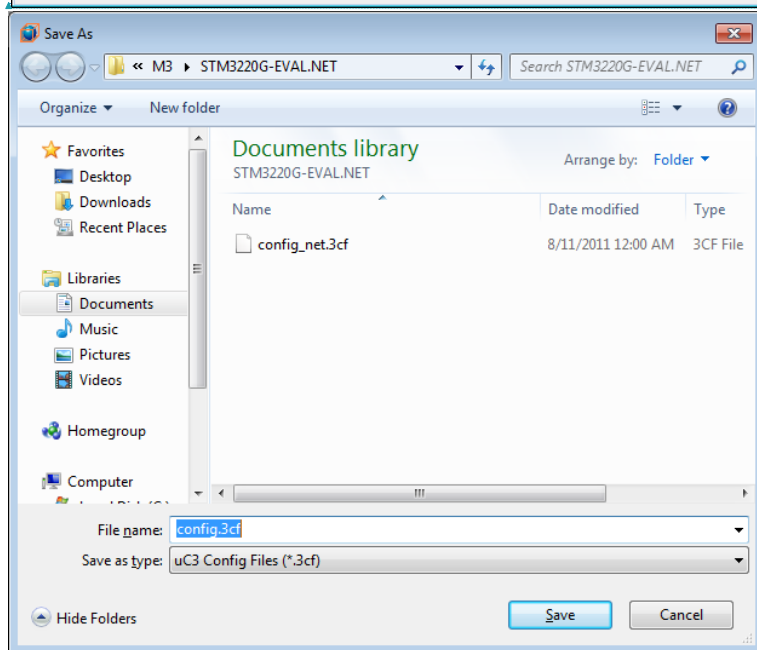 Save As
« M3 ▸ STM3220G-EVAL.NET
Search STM3220G-EVAL.NET
Organize
New folder
Favorites
Desktop
Downloads
Recent Places
Libraries
Documents
Music
Pictures
Videos
Homegroup
Computer
Documents library
STM3220G-EVAL.NET
Arrange by: Folder
Name Date modified Type
config_net.3cf 8/11/2011 12:00 AM 3CF File
File name: config.3cf
Save as type: uC3 Config Files (*.3cf)
Hide Folders
Save
Cancel